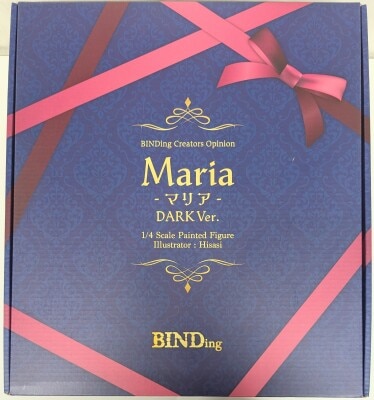 BINDing Creators Opinion
Maria
- マリア -
DARK Ver.
1/4 Scale Painted Figure
Illustrator : Hisasi
BINDing